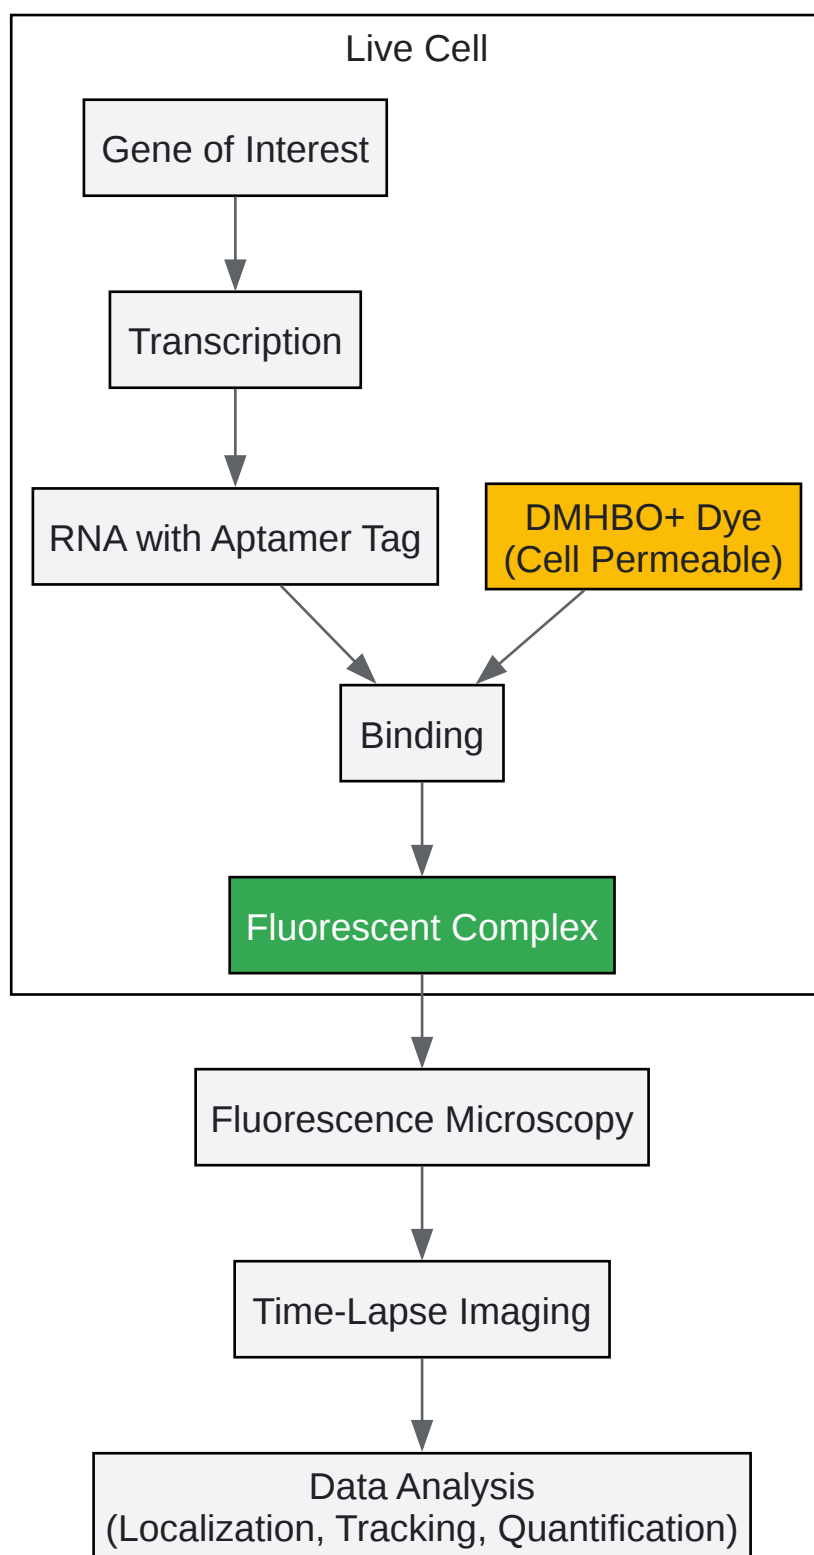 Live Cell
Gene of Interest
Transcription
RNA with Aptamer Tag
DMHBO+ Dye
(Cell Permeable)
Binding
Fluorescent Complex
Fluorescence Microscopy
Time-Lapse Imaging
Data Analysis
(Localization, Tracking, Quantification)